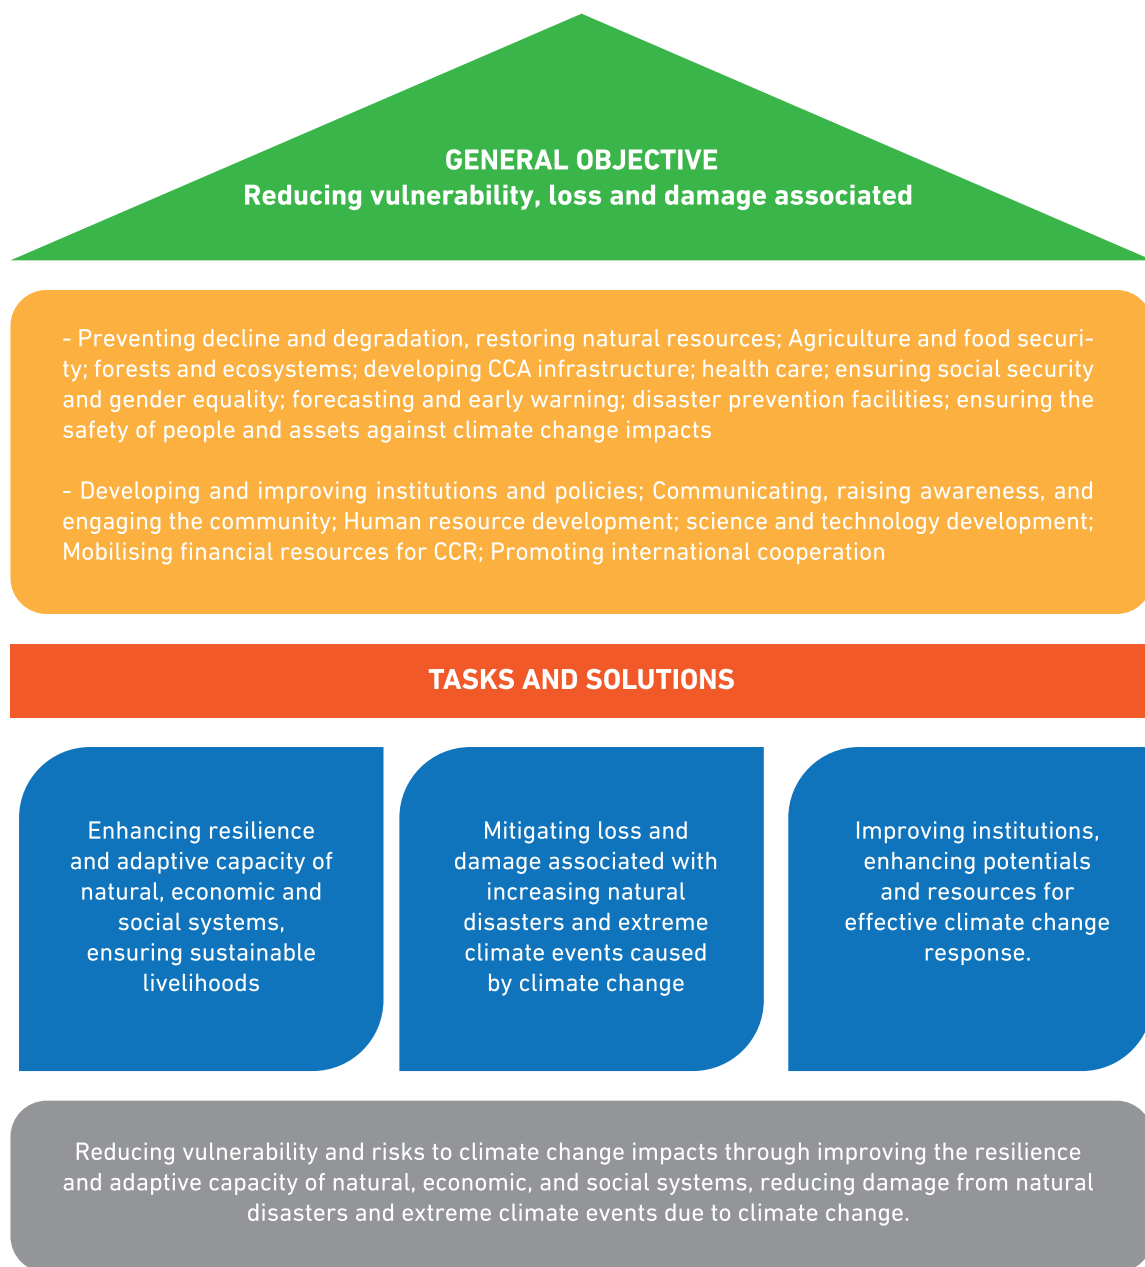 GENERAL OBJECTIVE
Reducing vulnerability, loss and damage associated
- Preventing decline and degradation, restoring natural resources; Agriculture and food securi-
ty; forests and ecosystems; developing CCA infrastructure; health care; ensuring social security
and gender equality; forecasting and early warning; disaster prevention facilities; ensuring the
safety of people and assets against climate change impacts
- Developing and improving institutions and policies; Communicating, raising awareness, and
engaging the community; Human resource development; science and technology development;
Mobilising financial resources for CCR; Promoting international cooperation
TASKS AND SOLUTIONS
Enhancing resilience
and adaptive capacity of
natural, economic and
social systems,
ensuring sustainable
livelihoods
Mitigating loss and
damage associated with
increasing natural
disasters and extreme
climate events caused
by climate change
Improving institutions,
enhancing potentials
and resources for
effective climate change
response.
Reducing vulnerability and risks to climate change impacts through improving the resilience
and adaptive capacity of natural, economic, and social systems, reducing damage from natural
disasters and extreme climate events due to climate change.